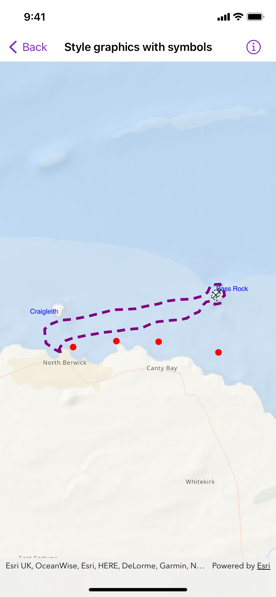 9:41
Back
Style graphics with symbols
Bass Rock
Craigleith
North Berwick
Canty Bay
Whitekirk
Esri UK, OceanWise, Esri, HERE, DeLorme, Garmin, N...
Powered by Esri